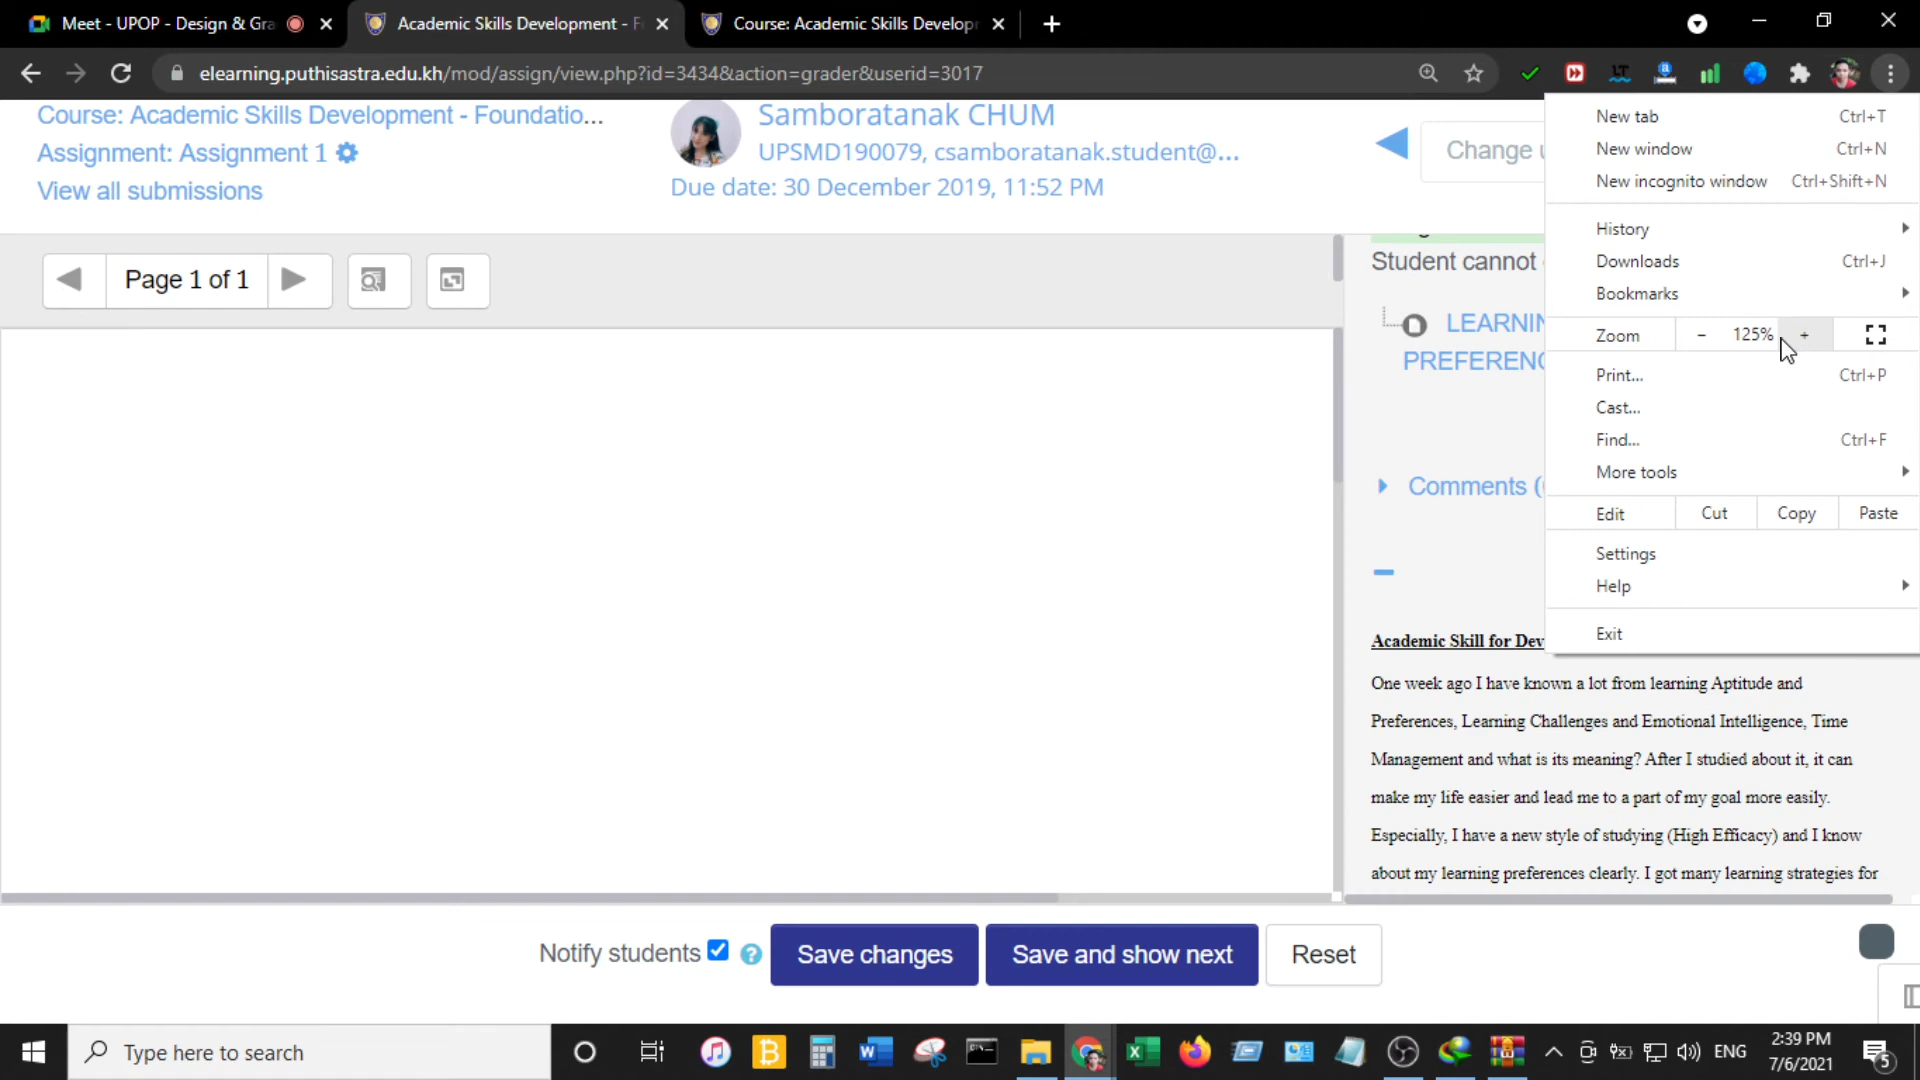 Meet - UPOP - Design & Gra
Academic Skills Development - F
Course: Academic Skills Develop
elearning.puthisastra.edu.kh/mod/assign/view.php?id=3434&action=grader&userid=3017
Course: Academic Skills Development - Foundatio...
Assignment: Assignment 1
View all submissions
Samboratanak CHUM
UPSMD190079, csamboratanak.student@...
Due date: 30 December 2019, 11:52 PM
Change
Page 1 of 1
Student cannot
LEARNIN
PREFERENC
Comments (
Academic Skill for Dev
One week ago I have known a lot from learning Aptitude and
Preferences, Learning Challenges and Emotional Intelligence, Time
Management and what is its meaning? After I studied about it, it can
make my life easier and lead me to a part of my goal more easily.
Especially, I have a new style of studying (High Efficacy) and I know
about my learning preferences clearly. I got many learning strategies for
New tab Ctrl+T
New window Ctrl+N
New incognito window Ctrl+Shift+N
History
Downloads Ctrl+J
Bookmarks
Zoom - 125% +
Print... Ctrl+P
Cast...
Find... Ctrl+F
More tools
Edit Cut Copy Paste
Settings
Help
Exit
Notify students
Save changes
Save and show next
Reset
Type here to search
ENG
2:39 PM
7/6/2021
5